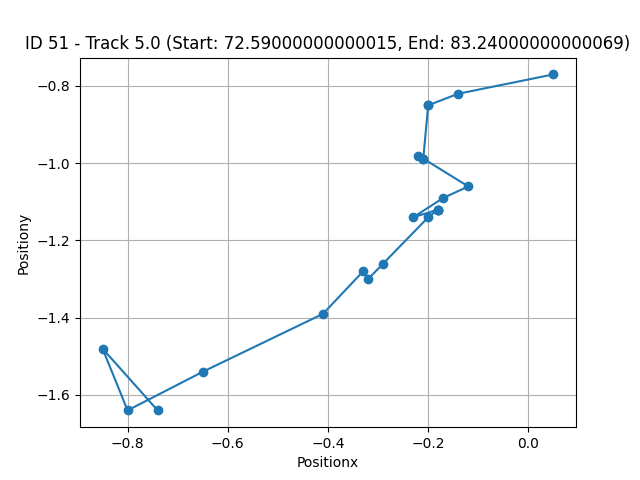 ID 51 - Track 5.0 (Start: 72.59000000000015, End: 83.24000000000069)
−0.8
−1.0
−1.2
−1.4
−1.6
Positiony
−0.8 −0.6 −0.4 −0.2 0.0
Positionx